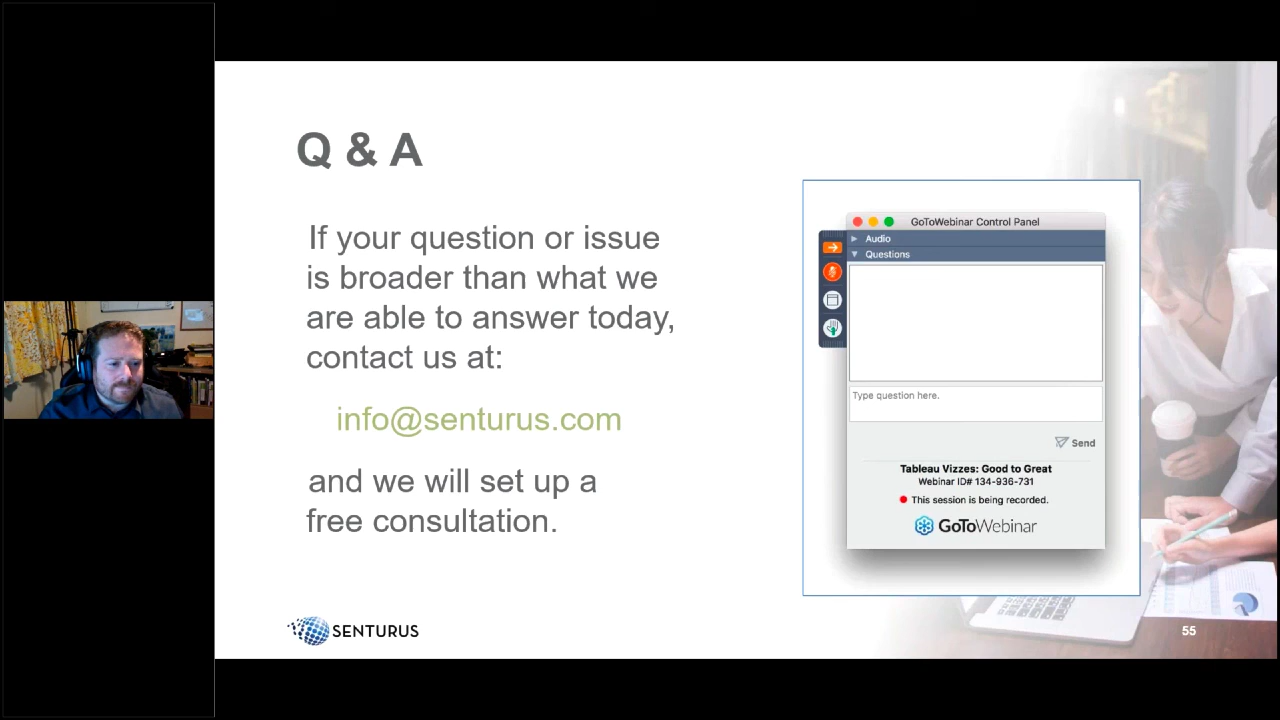 Q & A
If your question or issue
is broader than what we
are able to answer today,
contact us at:
info@senturus.com
and we will set up a
free consultation.
GoToWebinar Control Panel
Audio
Questions
Type question here.
Send
Tableau Vizzes: Good to Great
Webinar ID# 134-936-731
This session is being recorded.
GoToWebinar
SENTURUS
55